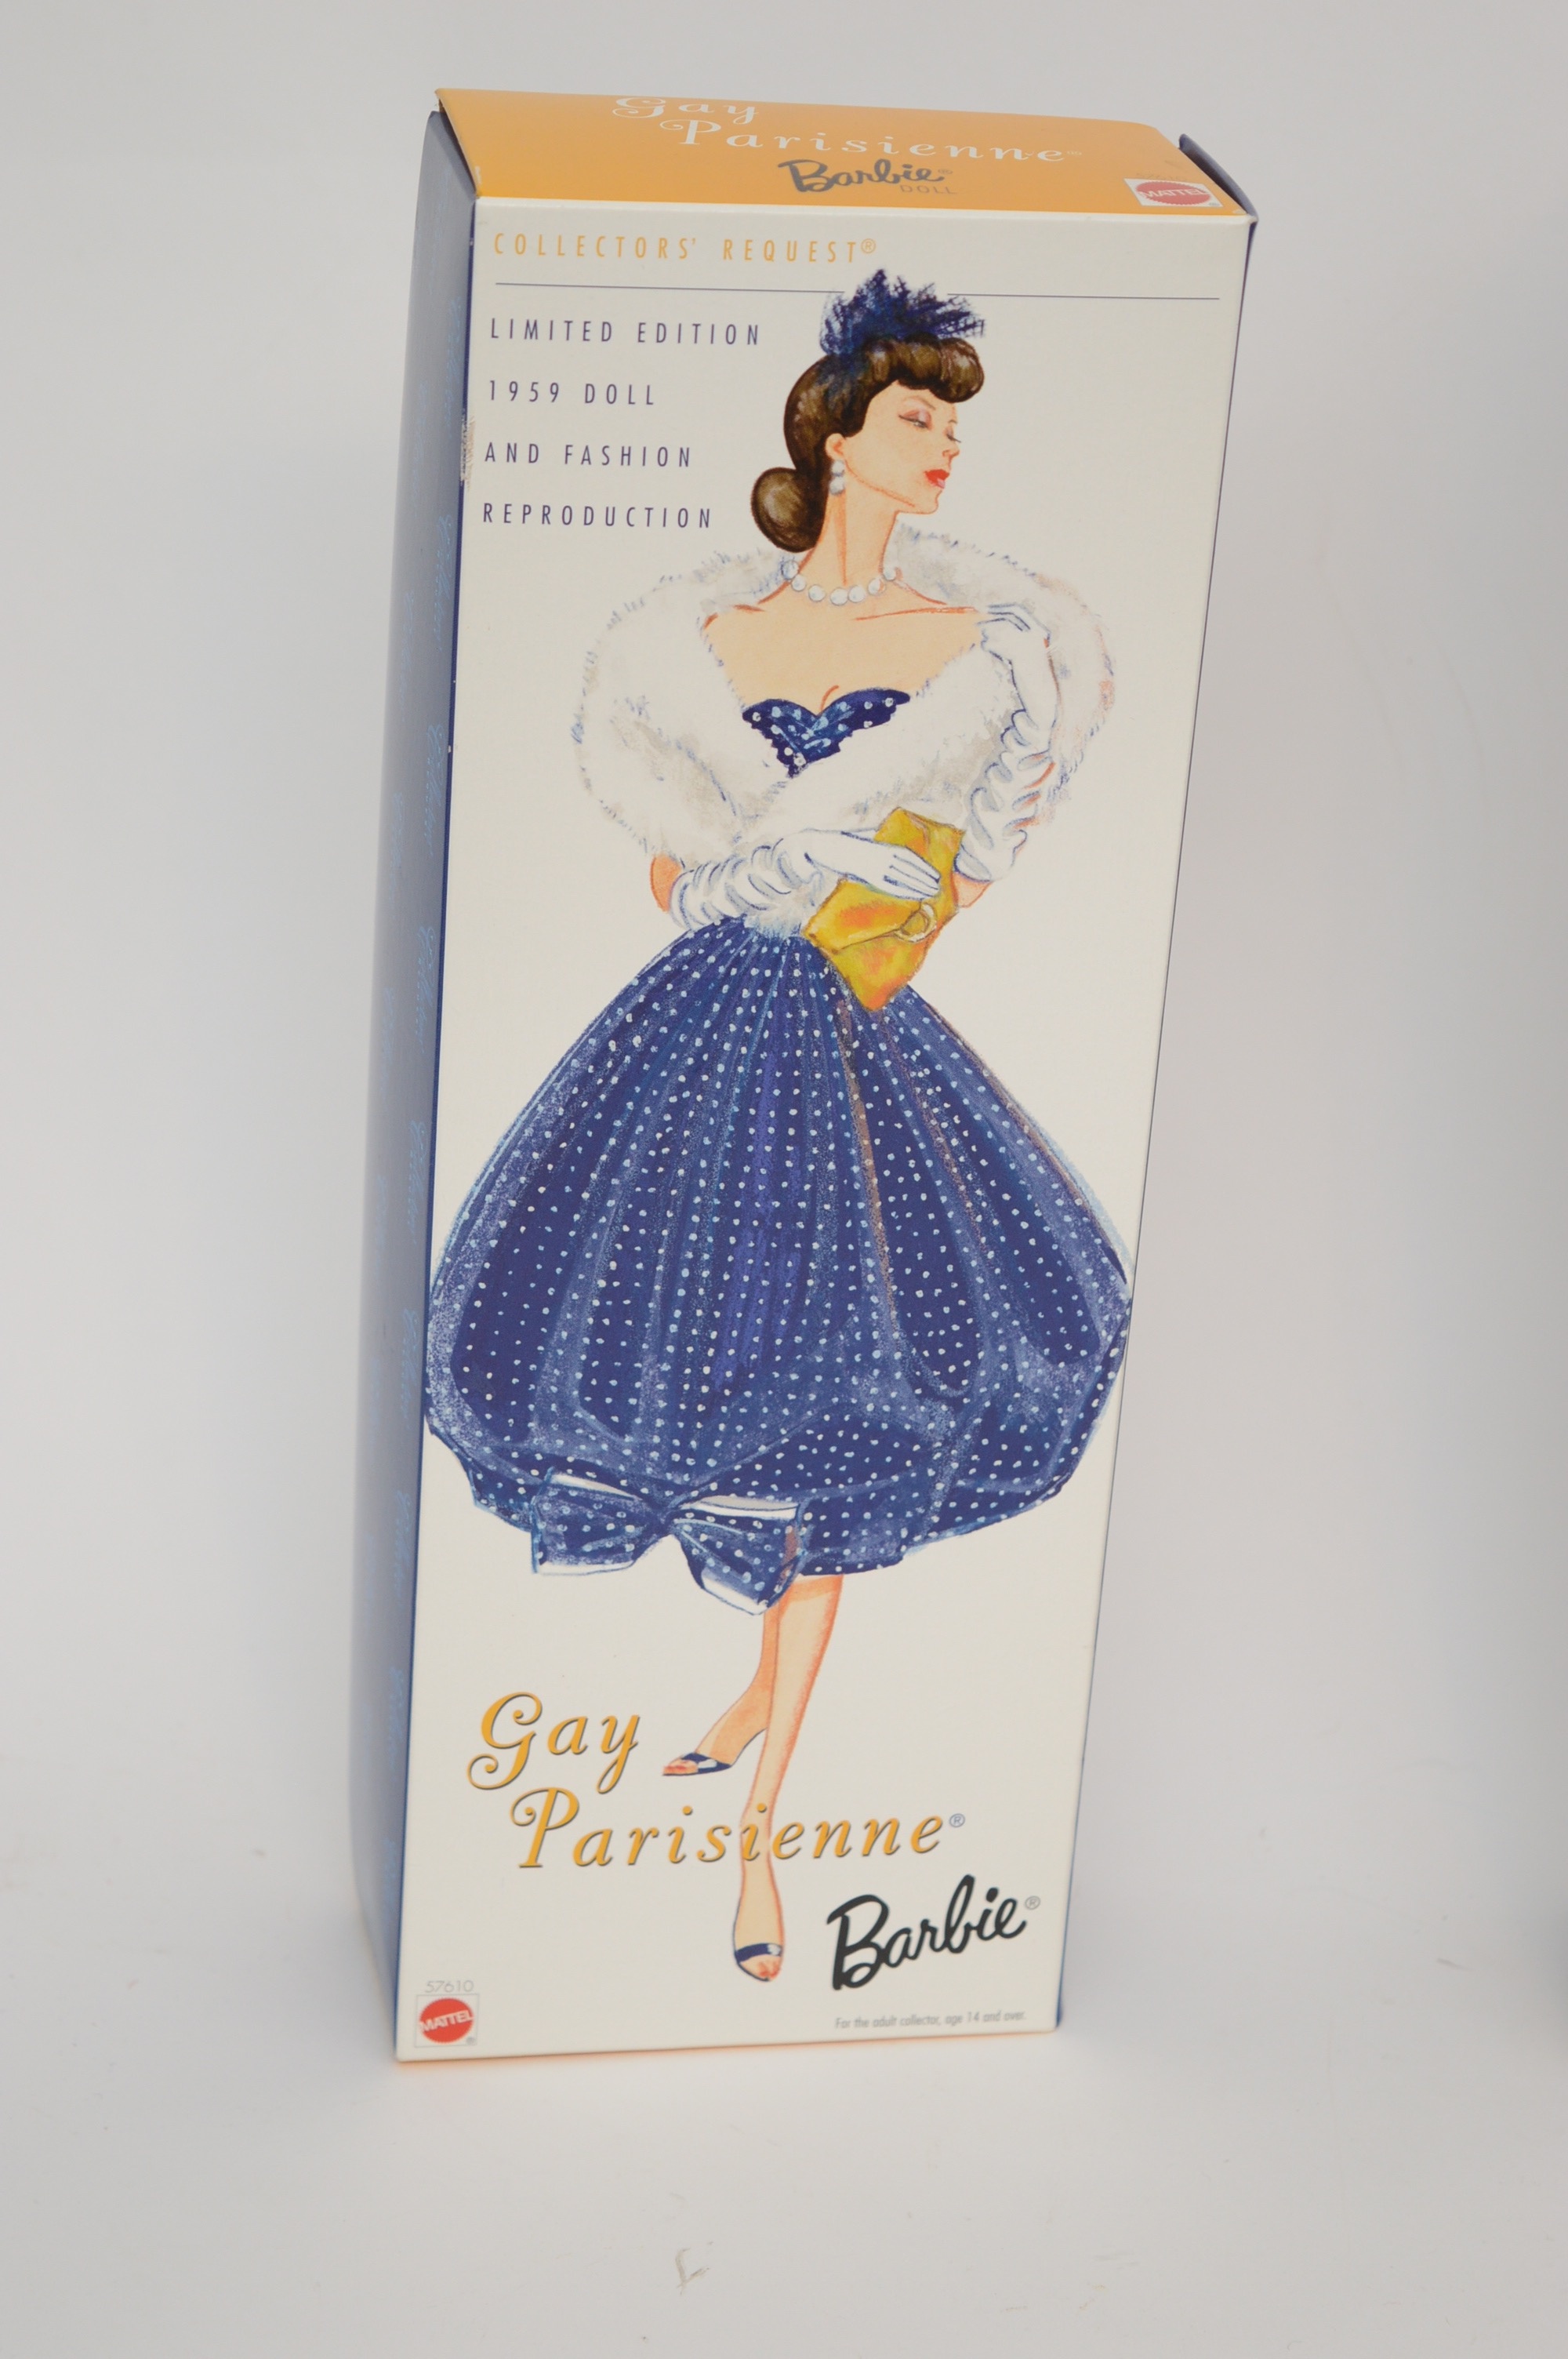 Gay
Parisienne®
Barbie®
DOLL
MATTEL
COLLECTORS' REQUEST®
LIMITED EDITION
1959 DOLL
AND FASHION
REPRODUCTION
Gay
Parisienne®
Barbie®
57610
MATTEL
For the adult collector, age 14 and over.